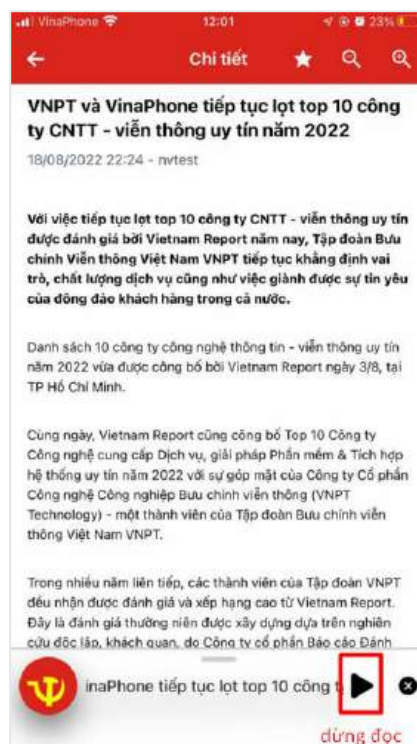 VinaPhone 12:01 23%
Chi tiết
VNPT và VinaPhone tiếp tục lọt top 10 công
ty CNTT - viễn thông uy tín năm 2022
18/08/2022 22:24 - nvtest
Với việc tiếp tục lọt top 10 công ty CNTT - viễn thông uy tín
được đánh giá bởi Vietnam Report năm nay, Tập đoàn Bưu
chính Viễn thông Việt Nam VNPT tiếp tục khẳng định vai
trò, chất lượng dịch vụ cũng như việc giành được sự tin yêu
của đông đảo khách hàng trong cả nước.
Danh sách 10 công ty công nghệ thông tin - viễn thông uy tín
năm 2022 vừa được công bố bởi Vietnam Report ngày 3/8, tại
TP Hồ Chí Minh.
Cùng ngày, Vietnam Report cũng công bố Top 10 Công ty
Công nghệ cung cấp Dịch vụ, giải pháp Phần mềm & Tích hợp
hệ thống uy tín năm 2022 với sự góp mặt của Công ty Cổ phần
Công nghệ Công nghiệp Bưu chính viễn thông (VNPT
Technology) - một thành viên của Tập đoàn Bưu chính viễn
thông Việt Nam VNPT.
Trong nhiều năm liên tiếp, các thành viên của Tập đoàn VNPT
đều nhận được đánh giá và xếp hạng cao từ Vietnam Report.
Đây là đánh giá thường niên được xây dựng dựa trên nghiên
cứu độc lập, khách quan, do Công ty cổ phần Báo cáo Đánh
inaPhone tiếp tục lọt top 10 công t
dừng đọc